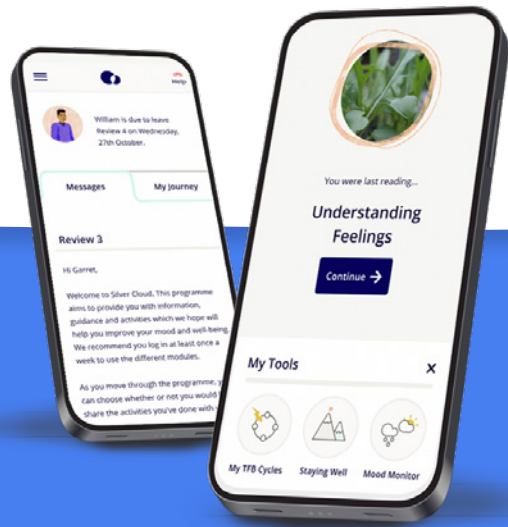 Help
William is due to leave
Review 4 on Wednesday,
27th October.
Messages
My Journey
Review 3
Hi Garret,
Welcome to Silver Cloud. This programme
aims to provide you with information,
guidance and activities which we hope will
help you improve your mood and well-being.
We recommend you log in at least once a
week to use the different modules.
As you move through the programme, y
can choose whether or not you would
share the activities you've done with
You were last reading...
Understanding
Feelings
Continue →
My Tools
My TFB Cycles
Staying Well
Mood Monitor